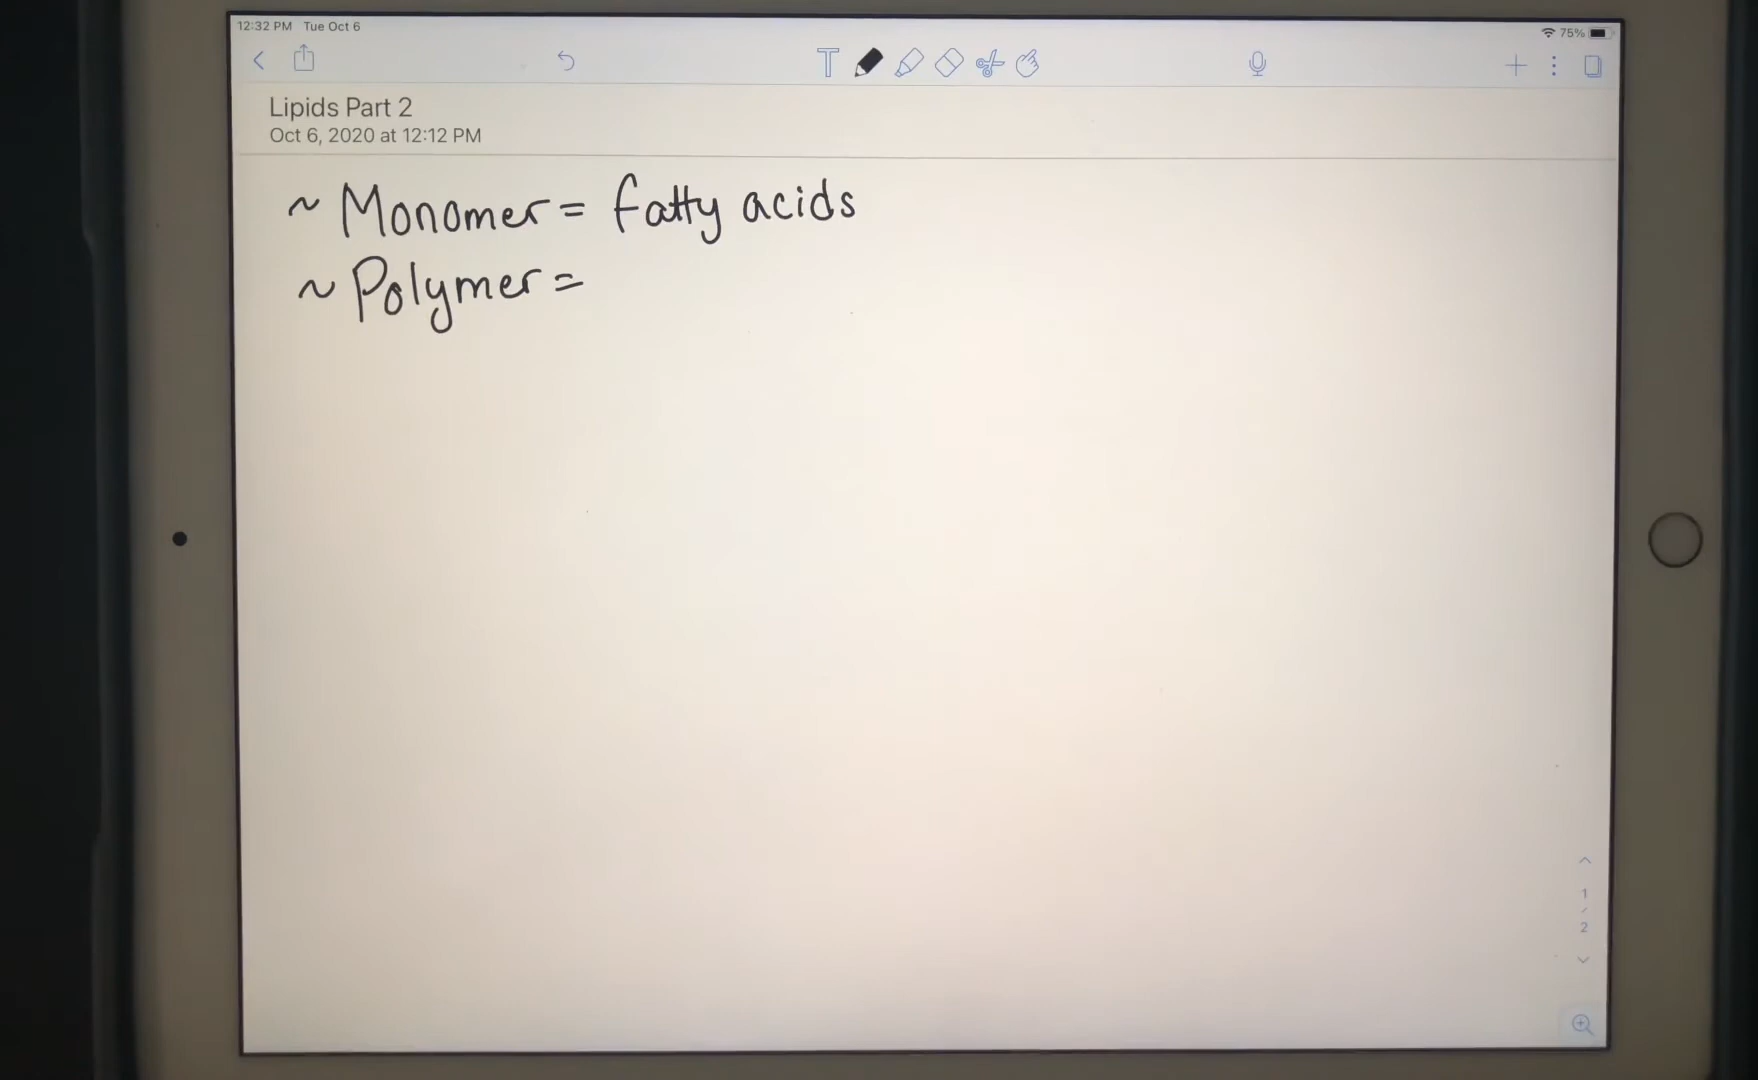 12:32 PM Tue Oct 6
75%
T
Lipids Part 2
Oct 6, 2020 at 12:12 PM
~ Monomer = fatty acids
~ Polymer =
1
/
2